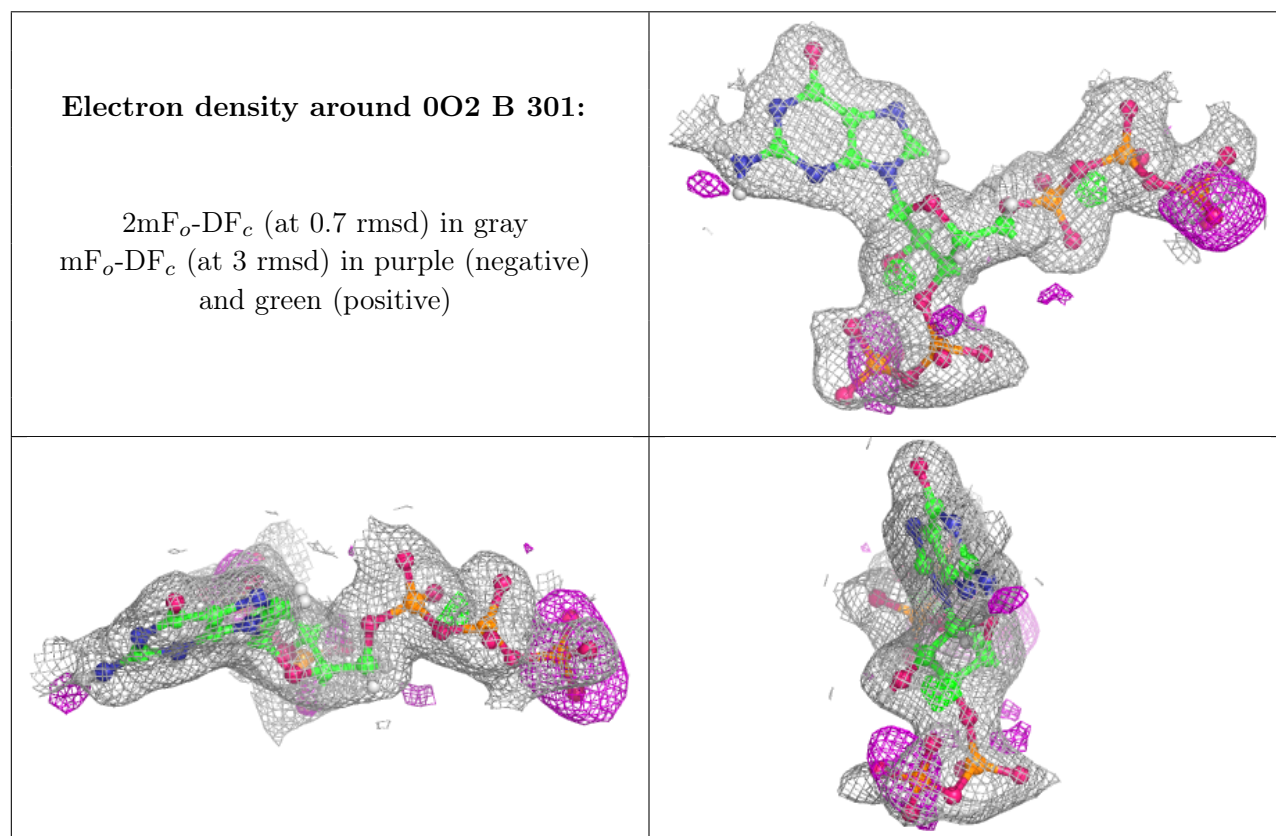 Electron density around 0O2 B 301:
2mFo-DFc (at 0.7 rmsd) in gray
mFo-DFc (at 3 rmsd) in purple (negative)
and green (positive)